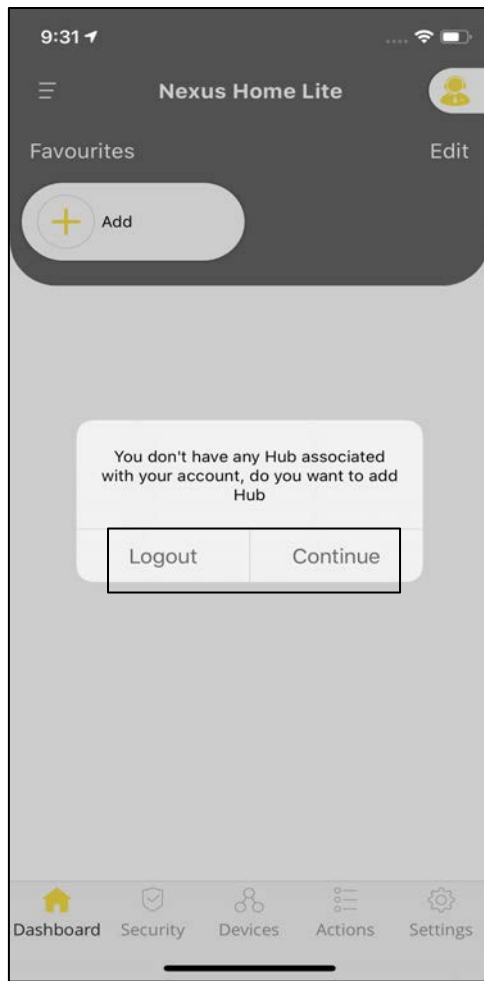 9:31
Nexus Home Lite
Favourites Edit
Add
You don't have any Hub associated
with your account, do you want to add
Hub
Logout Continue
Dashboard Security Devices Actions Settings